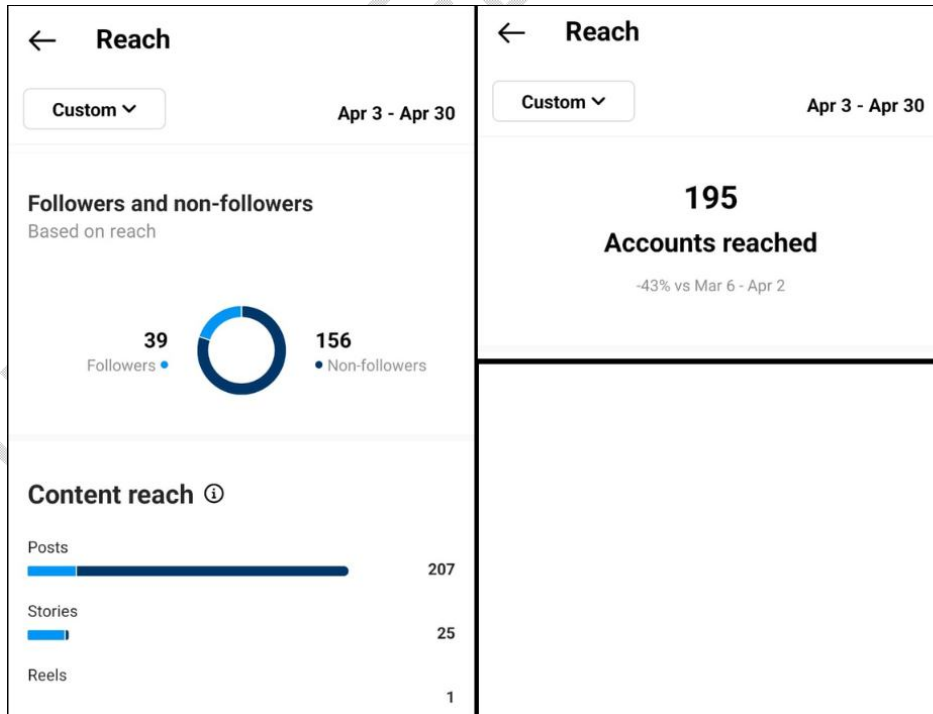 Reach
Custom
Apr 3 - Apr 30
Followers and non-followers
Based on reach
39
Followers
156
Non-followers
Content reach
Posts
207
Stories
25
Reels
1
Reach
Custom
Apr 3 - Apr 30
195
Accounts reached
-43% vs Mar 6 - Apr 2